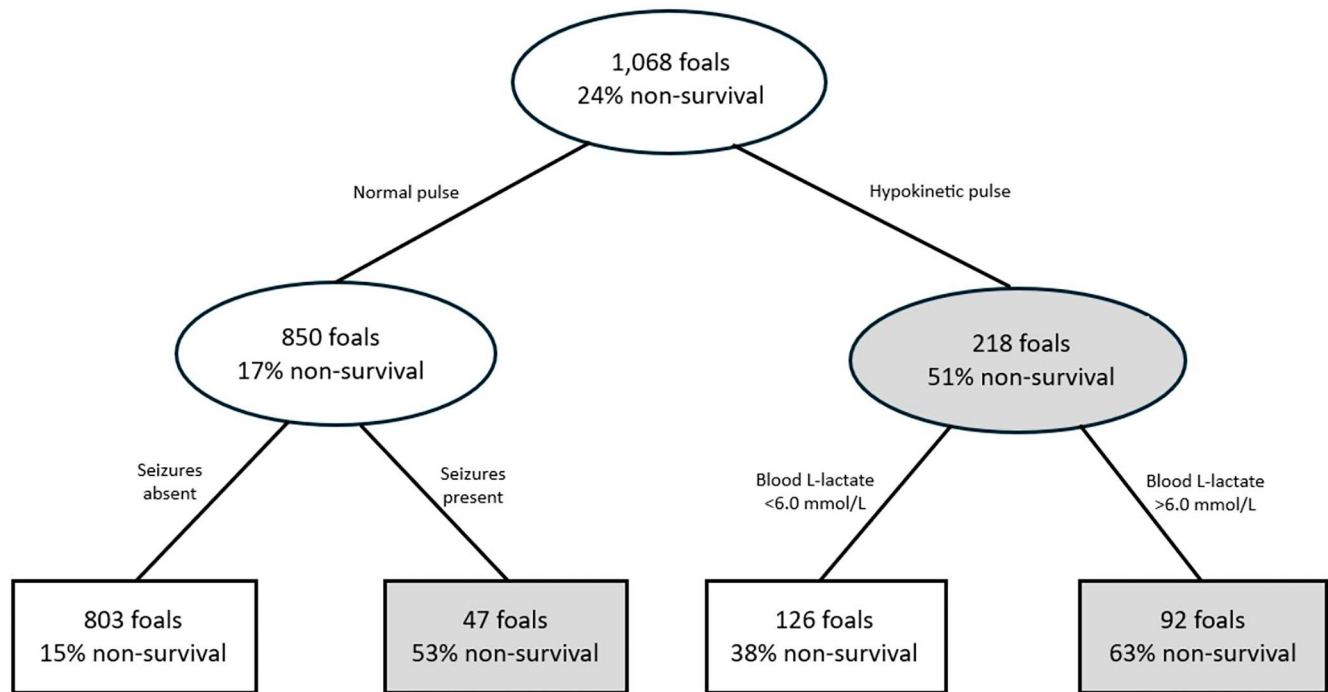 1,068 foals
24% non-survival
Normal pulse
Hypokinetic pulse
850 foals
17% non-survival
218 foals
51% non-survival
Seizures
absent
Seizures
present
Blood L-lactate
<6.0 mmol/L
Blood L-lactate
>6.0 mmol/L
803 foals
15% non-survival
47 foals
53% non-survival
126 foals
38% non-survival
92 foals
63% non-survival